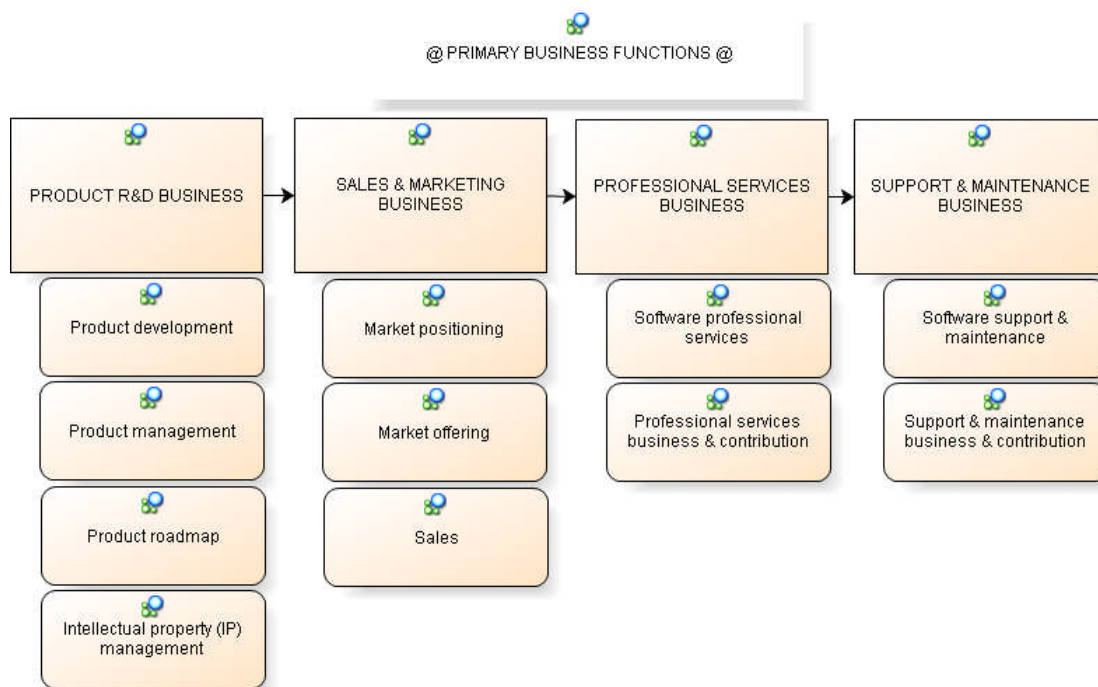 @ PRIMARY BUSINESS FUNCTIONS @
PRODUCT R&D BUSINESS
SALES & MARKETING
BUSINESS
PROFESSIONAL SERVICES
BUSINESS
SUPPORT & MAINTENANCE
BUSINESS
Product development
Product management
Product roadmap
Intellectual property (IP)
management
Market positioning
Market offering
Sales
Software professional
services
Professional services
business & contribution
Software support &
maintenance
Support & maintenance
business & contribution